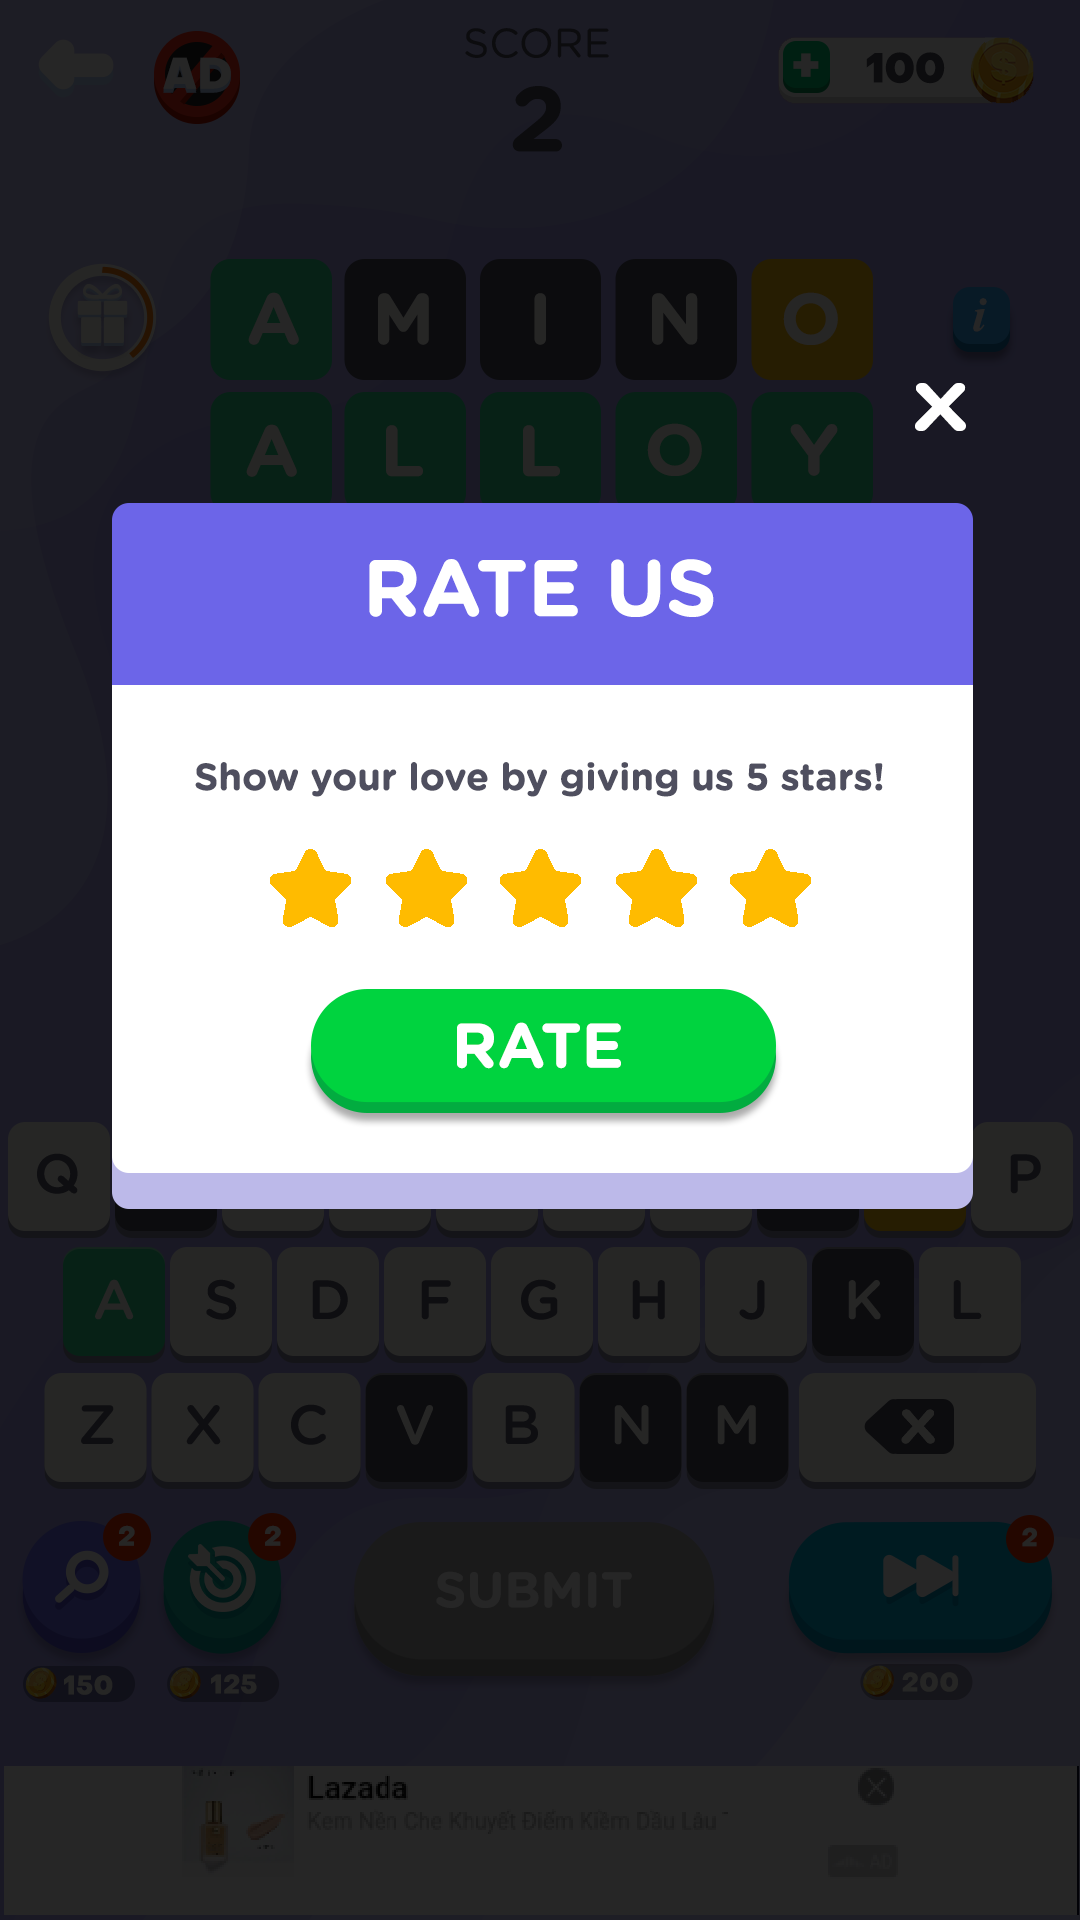 SCORE
AD
2
100
A M I N O
i
A L L O Y
RATE US
Show your love by giving us 5 stars!
RATE
Q P
A S D F G H J K L
Z X C V B N M
2 2 2
SUBMIT
150 125 200
Lazada
Kem Nền Che Khuyết Điểm Kiềm Dầu Lâu